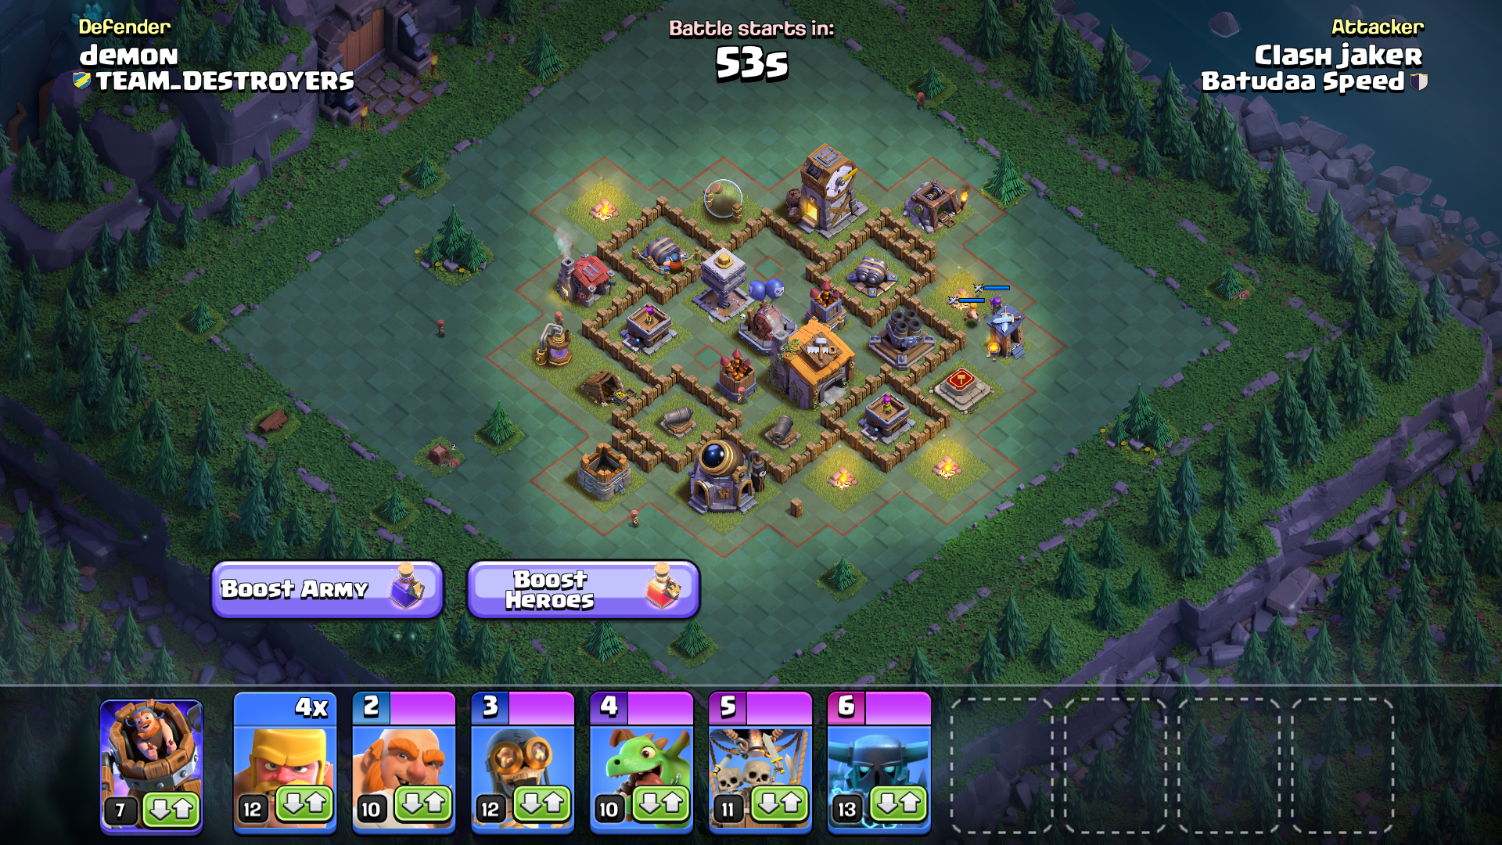 Defender
demon
TEAM_DESTROYERS
Battle starts in:
53s
Attacker
Clash jaker
Batudaa Speed
Boost Army
Boost
Heroes
4x
2
3
4
5
6
7
12
10
12
10
11
13